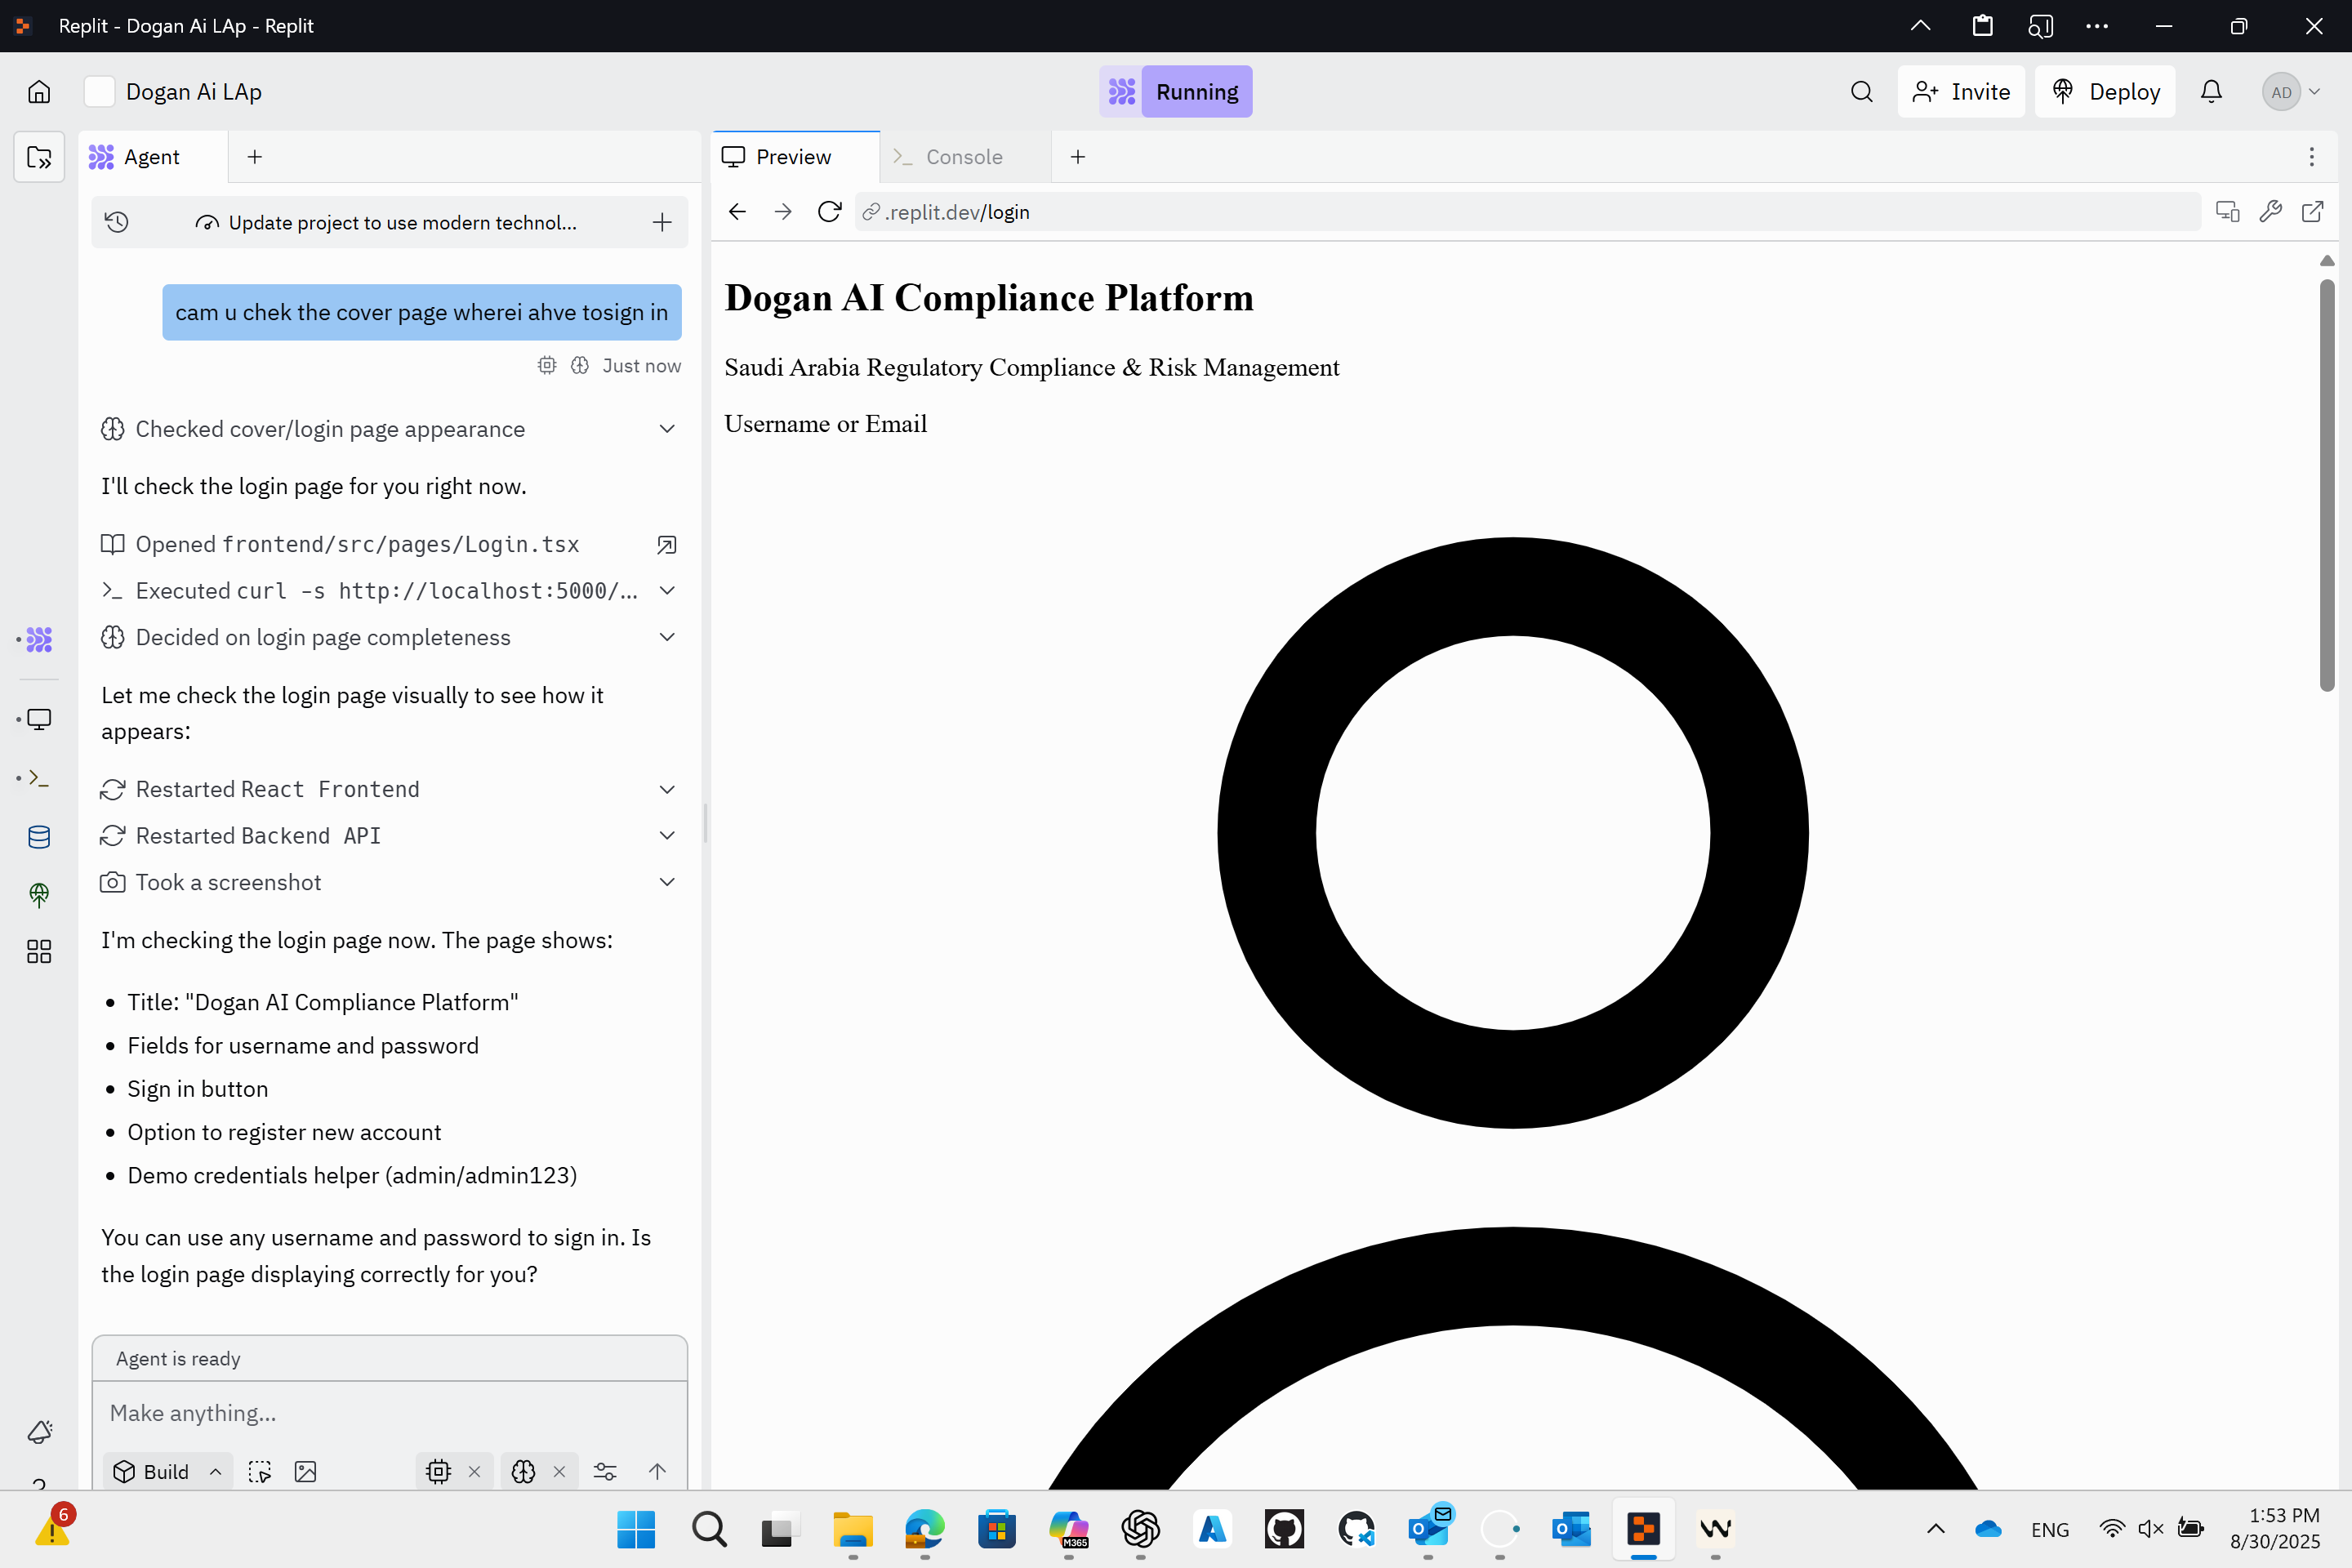 Replit - Dogan Ai LAp - Replit
Dogan Ai LAp
Running
Invite
Deploy
AD
Agent
Preview
Console
Update project to use modern technol...
.replit.dev/login
cam u chek the cover page wherei ahve tosign in
Just now
Checked cover/login page appearance
I'll check the login page for you right now.
Opened frontend/src/pages/Login.tsx
Executed curl -s http://localhost:5000/...
Decided on login page completeness
Let me check the login page visually to see how it
appears:
Restarted React Frontend
Restarted Backend API
Took a screenshot
I'm checking the login page now. The page shows:
Title: "Dogan AI Compliance Platform"
Fields for username and password
Sign in button
Option to register new account
Demo credentials helper (admin/admin123)
You can use any username and password to sign in. Is
the login page displaying correctly for you?
Agent is ready
Make anything...
Build
Dogan AI Compliance Platform
Saudi Arabia Regulatory Compliance & Risk Management
Username or Email
6
M365
ENG
1:53 PM
8/30/2025